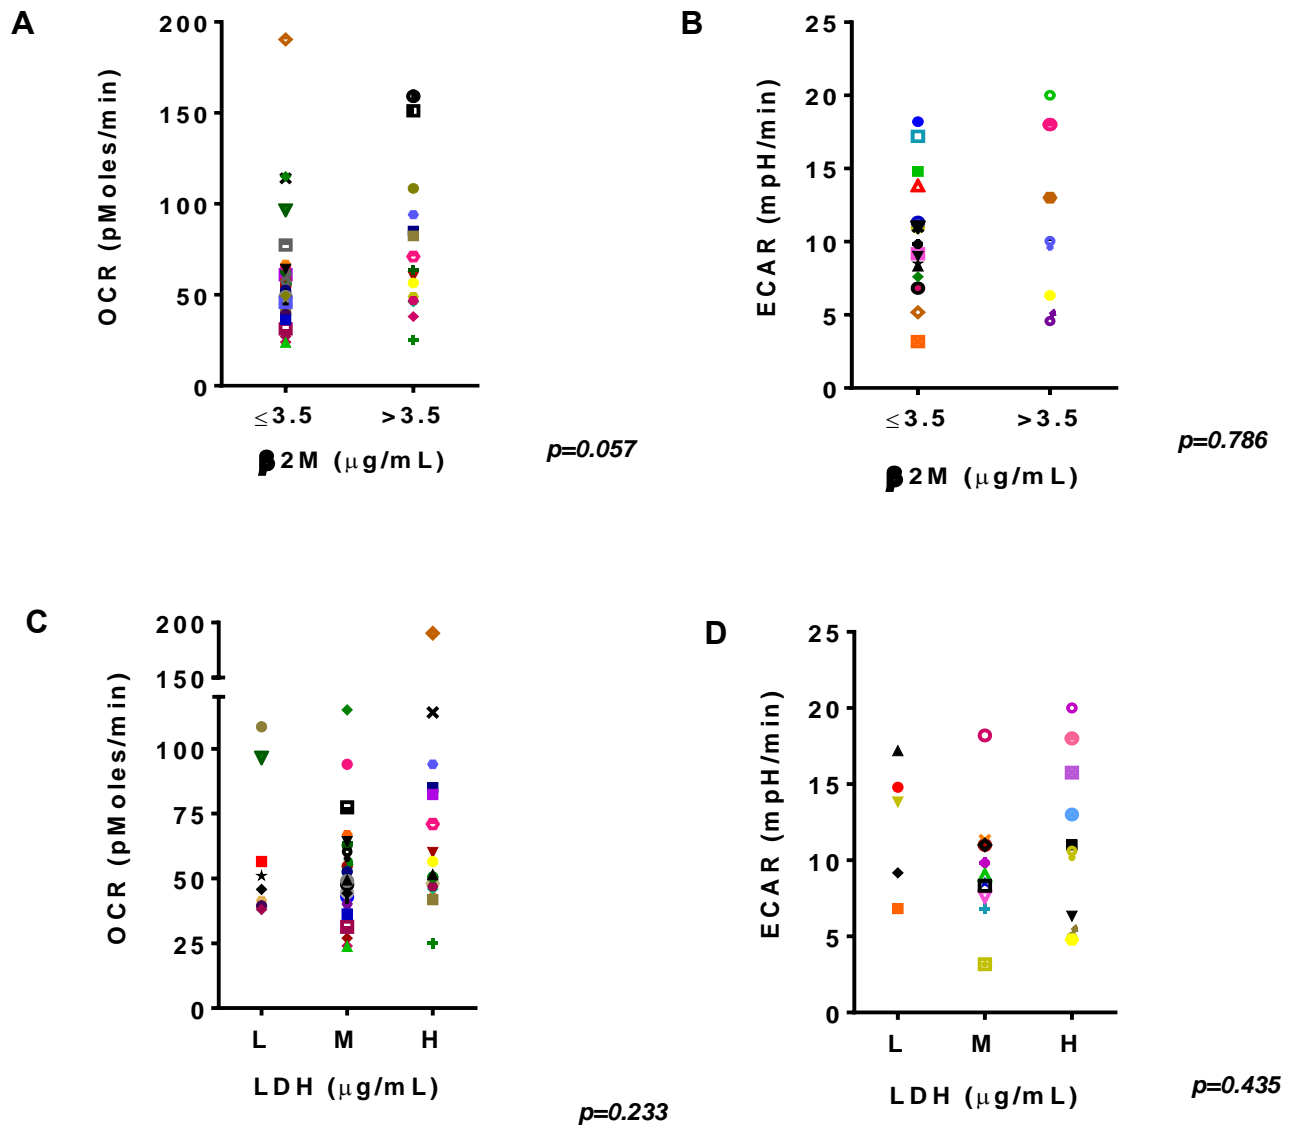 A
200
150
100
50
0
OCR (pMoles/min)
≤3.5 >3.5
β2M (μg/mL)
p=0.057
B
25
20
15
10
5
0
ECAR (mpH/min)
≤3.5 >3.5
β2M (μg/mL)
p=0.786
C
200
150
100
75
50
25
0
OCR (pMoles/min)
L M H
LDH (μg/mL)
p=0.233
D
25
20
15
10
5
0
ECAR (mpH/min)
L M H
LDH (μg/mL)
p=0.435